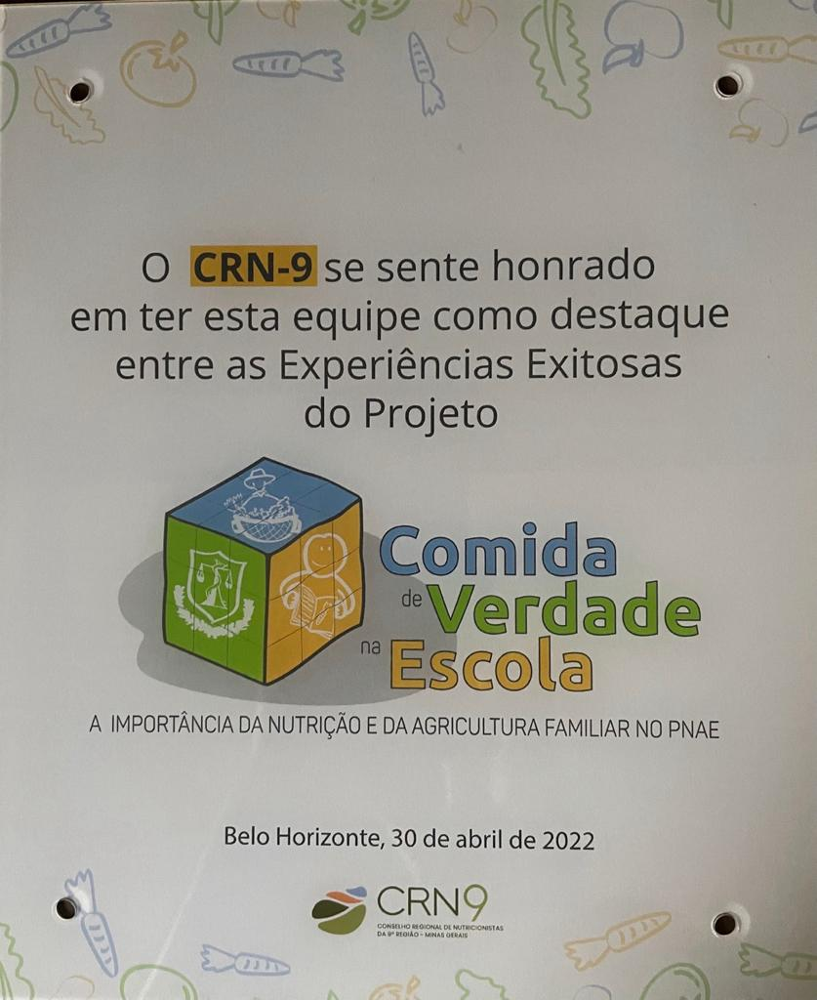 O CRN-9 se sente honrado
em ter esta equipe como destaque
entre as Experiências Exitosas
do Projeto
Comida
de Verdade
na Escola
A IMPORTÂNCIA DA NUTRIÇÃO E DA AGRICULTURA FAMILIAR NO PNAE
Belo Horizonte, 30 de abril de 2022
CRN9
CONSELHO REGIONAL DE NUTRICIONISTAS
DA 9ª REGIÃO - MINAS GERAIS